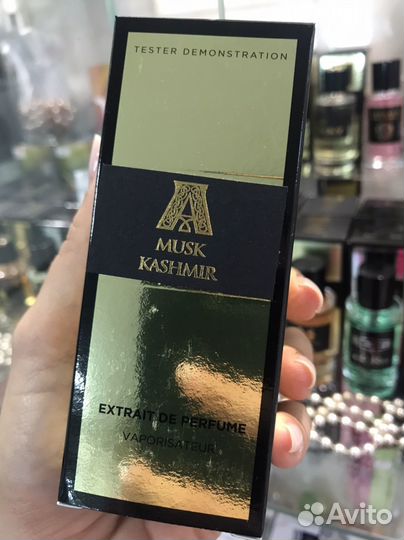 TESTER DEMONSTRATION
A
MUSK
KASHMIR
EXTRAIT DE PERFUME
VAPORISATEUR
Avito